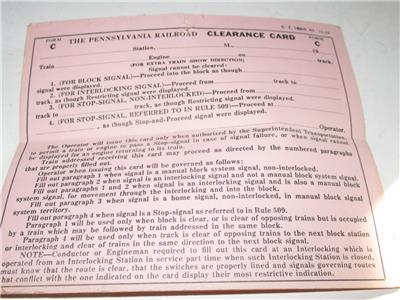 FORM C THE PENNSYLVANIA RAILROAD CLEARANCE CARD FORM C
Station, M., 19
Engine on
Train track.
(FOR EXTRA TRAIN SHOW DIRECTION)
Signal cannot be cleared:
1. (FOR BLOCK SIGNAL)—Proceed into the block as though
signal were displayed.
2. (FOR INTERLOCKING SIGNAL)—Proceed from
track, as though Restricting signal were displayed.
3. (FOR STOP-SIGNAL, NON-INTERLOCKED)—Proceed from
track to track, as though Restricting signal were displayed.
4. (FOR STOP-SIGNAL, REFERRED TO IN RULE 509)—Proceed at
, as though Stop-and-Proceed signal were displayed.
Operator.
The Operator will issue this card only when authorized by the Superintendent Transportation,
to permit a train or engine to pass a Stop-signal in case of signal failure, or when signal cannot
be displayed for an engine returning to its train.
Train addressed receiving this card may proceed as directed by the numbered paragraphs
that are properly filled out.
Operator when issuing this card will be governed as follows:
Fill out paragraph 1 when signal is a manual block system signal, non-interlocked.
Fill out paragraph 2 when signal is an interlocking signal and not a manual block system signal.
Fill out paragraphs 1 and 2 when signal is an interlocking signal and is also a manual block
system signal, for movement through the interlocking and into the block.
Fill out paragraph 3 when signal is a home signal, non-interlocked, in manual block signal
system territory.
Fill out paragraph 4 when signal is a Stop-signal as referred to in Rule 509.
Paragraph 1 will be used only when block is clear, or is clear of opposing trains but is occupied
by a train which may be followed by train addressed in the same block.
Paragraph 1 will be used only when track is clear of opposing trains to the next block station
or interlocking and clear of trains in the same direction to the next block signal.
NOTE—Conductor or Engineman required to fill out this card at an Interlocking which is
operated from an Interlocking Station in service part time when such Interlocking Station is closed,
must know that the route is clear, that the switches are properly lined and signals governing routes
that conflict with the one indicated on the card display their most restrictive indication.